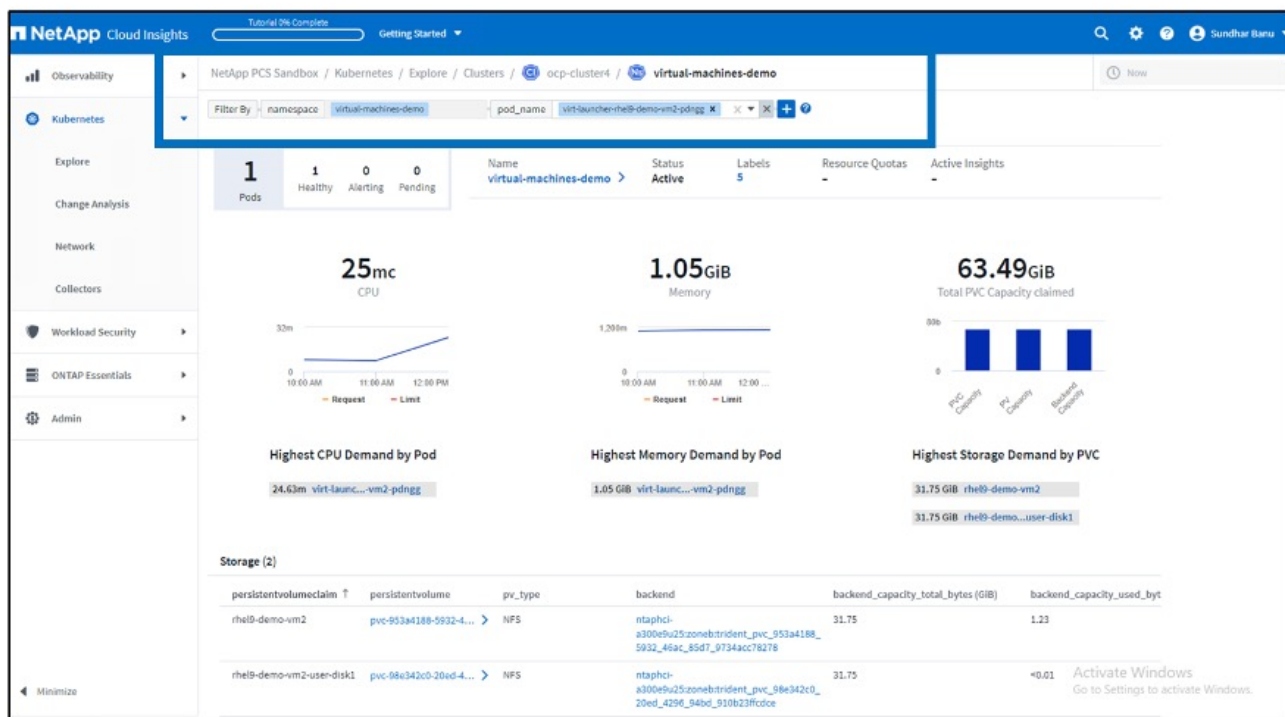 Tutorial 0% Complete
NetApp Cloud Insights
Getting Started
Sundhar Banu
Observability
NetApp PCS Sandbox / Kubernetes / Explore / Clusters / ocp-cluster4 / virtual-machines-demo
Now
Filter By namespace virtual-machines-demo pod_name virt-launcher-rhel9-demo-vm2-pdngg
Kubernetes
Explore
Change Analysis
Network
Collectors
Workload Security
ONTAP Essentials
Admin
Minimize
1
Pods
1 0 0
Healthy Alerting Pending
Name Status Labels Resource Quotas Active Insights
virtual-machines-demo Active 5 - -
25mc
CPU
32m
0
10:00 AM 11:00 AM 12:00 PM
Request Limit
1.05GiB
Memory
1,200m
0
10:00 AM 11:00 AM 12:00 ...
Request Limit
63.49GiB
Total PVC Capacity claimed
80b
0
PVC Capacity
PV Capacity
Backend Capacity
Highest CPU Demand by Pod
24.63m virt-launc...-vm2-pdngg
Highest Memory Demand by Pod
1.05 GiB virt-launc...-vm2-pdngg
Highest Storage Demand by PVC
31.75 GiB rhel9-demo-vm2
31.75 GiB rhel9-demo...user-disk1
Storage (2)
persistentvolumeclaim ↑ persistentvolume pv_type backend backend_capacity_total_bytes (GiB) backend_capacity_used_byt
rhel9-demo-vm2 pvc-953a4188-5932-4... NFS ntaphci- 31.75 1.23
a300e9u25:zoneb:trident_pvc_953a4188_
5932_46ac_85d7_9734acc78278
rhel9-demo-vm2-user-disk1 pvc-98e342c0-20ed-4... NFS ntaphci- 31.75 <0.01
a300e9u25:zoneb:trident_pvc_98e342c0_
20ed_4296_94bd_910b23ffcdce
Activate Windows
Go to Settings to activate Windows.